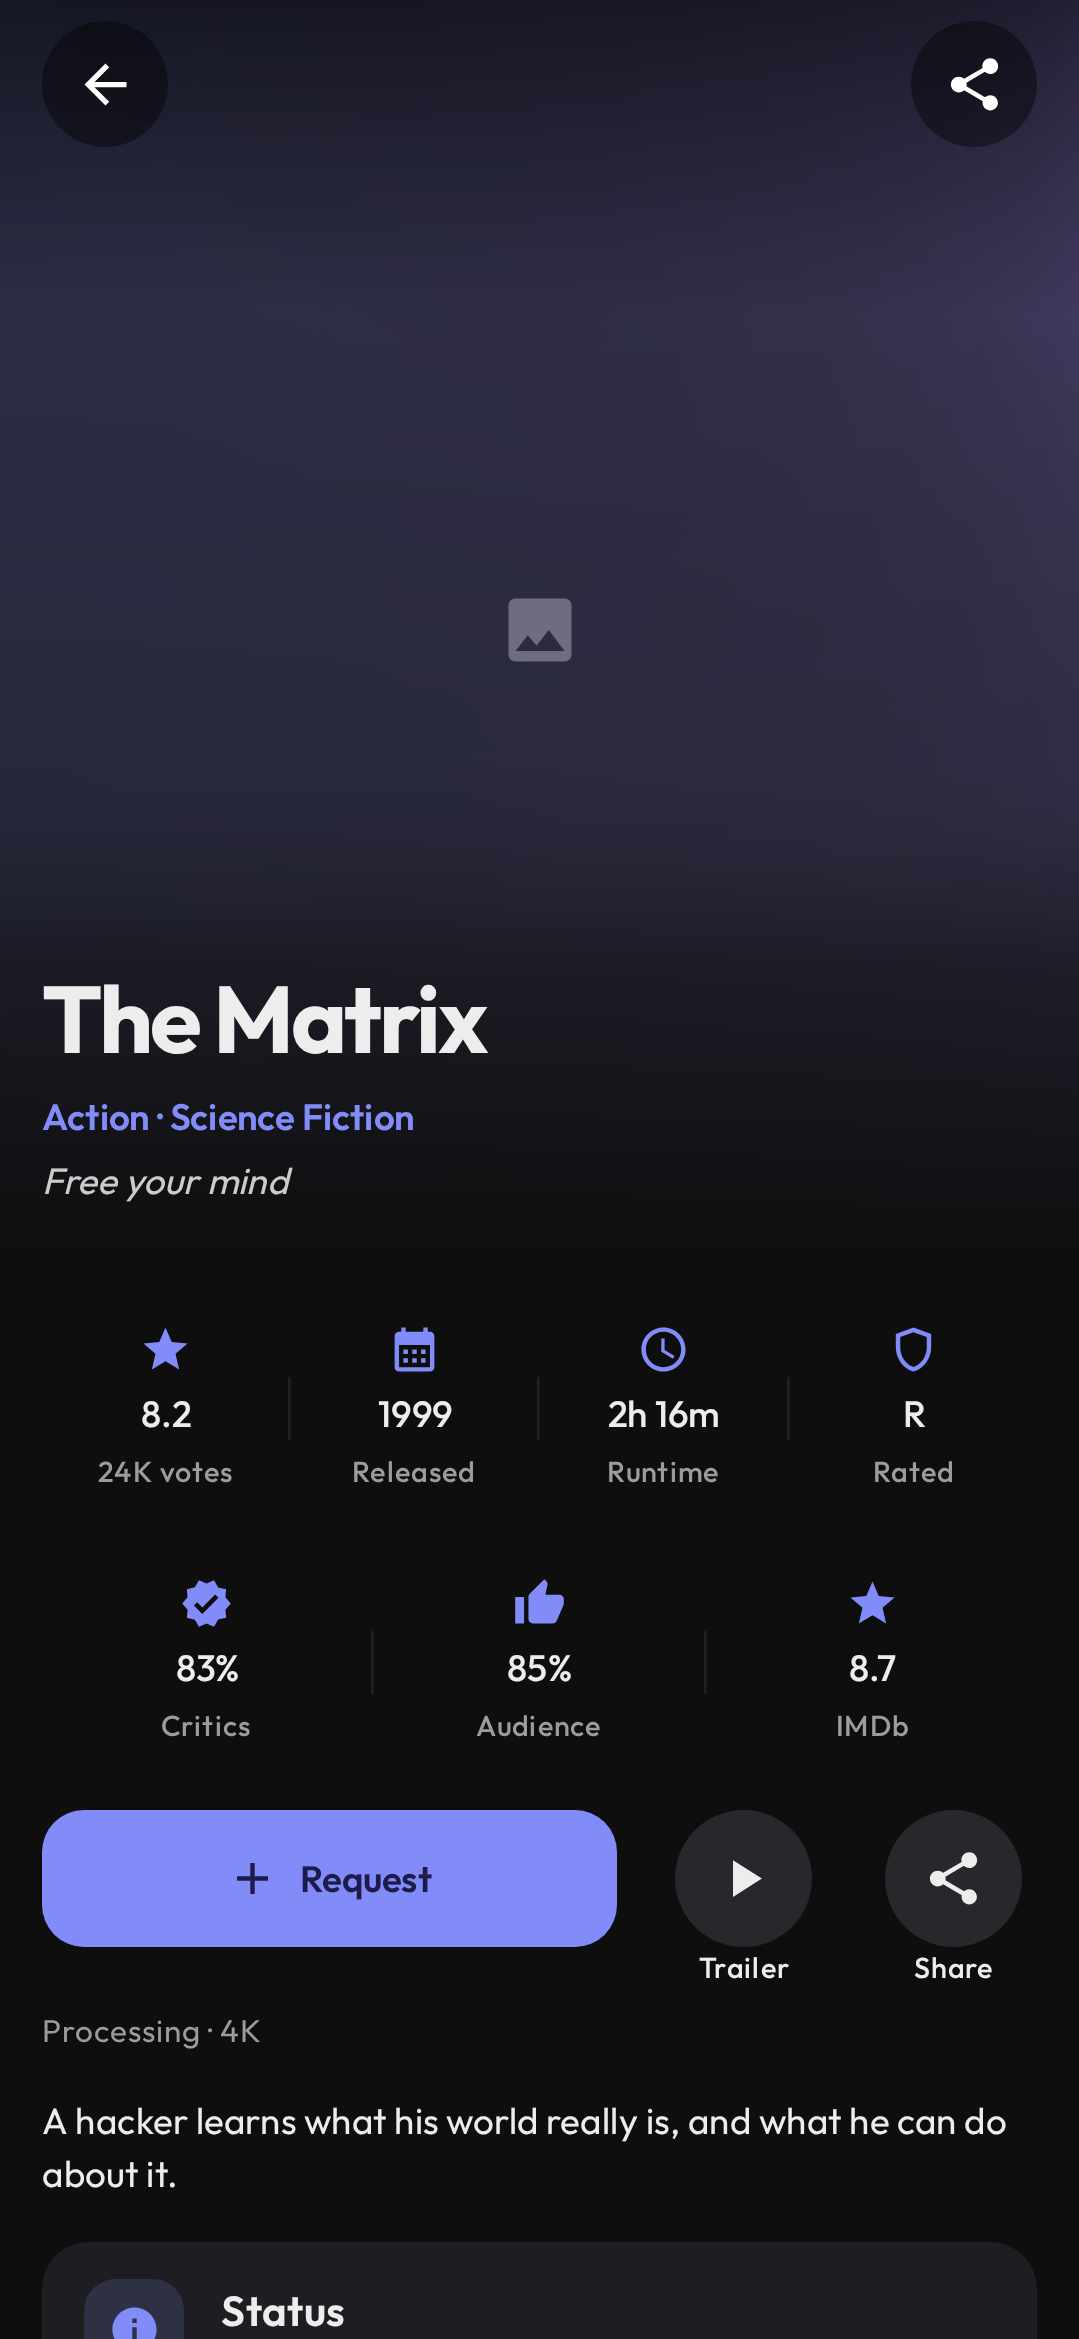 The Matrix
Action · Science Fiction
Free your mind
8.2
1999
2h 16m
R
24K votes
Released
Runtime
Rated
83%
85%
8.7
Critics
Audience
IMDb
Request
Trailer
Share
Processing · 4K
A hacker learns what his world really is, and what he can do
about it.
Status